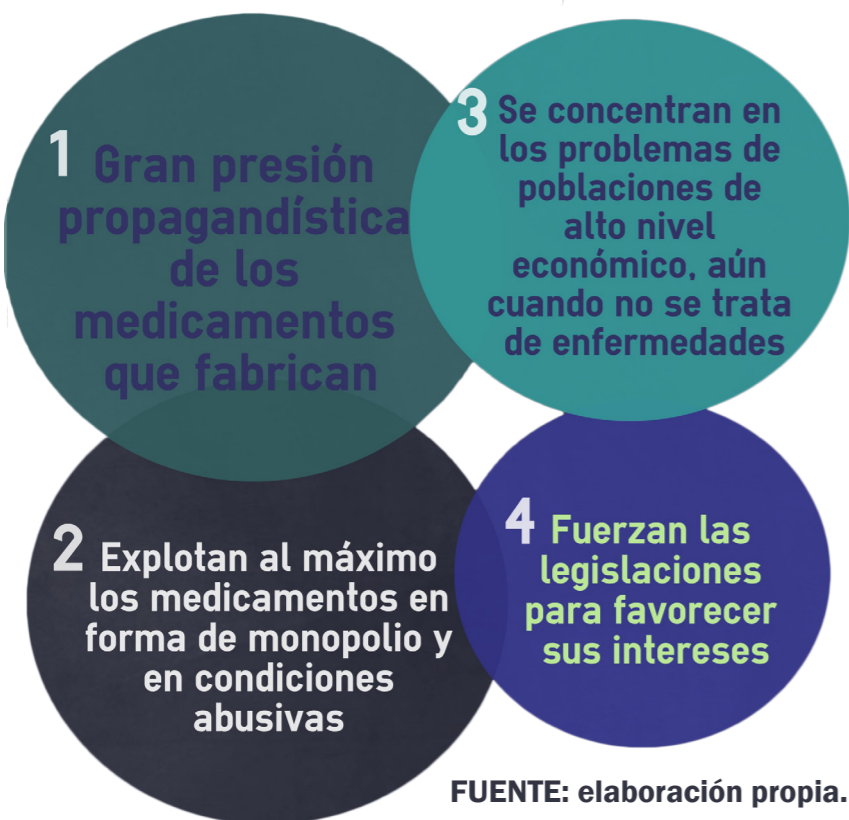 1 Gran presión
propagandística
de los
medicamentos
que fabrican
2 Explotan al máximo
los medicamentos en
forma de monopolio y
en condiciones
abusivas
3 Se concentran en
los problemas de
poblaciones de
alto nivel
económico, aún
cuando no se trata
de enfermedades
4 Fuerzan las
legislaciones
para favorecer
sus intereses
FUENTE: elaboración propia.